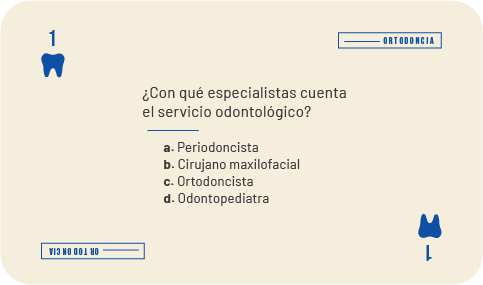 1
ORTODONCIA
¿Con qué especialistas cuenta
el servicio odontológico?
a. Periodoncista
b. Cirujano maxilofacial
c. Ortodoncista
d. Odontopediatra
ORTODONCIA
1